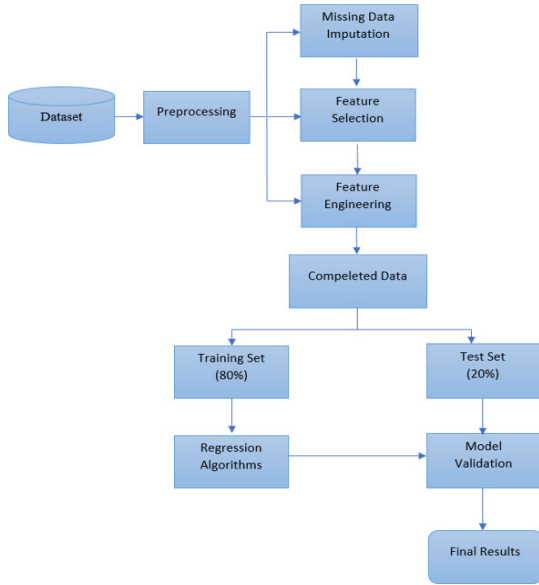 Missing Data
Imputation
Dataset
Preprocessing
Feature
Selection
Feature
Engineering
Compeleted Data
Training Set
(80%)
Test Set
(20%)
Regression
Algorithms
Model
Validation
Final Results